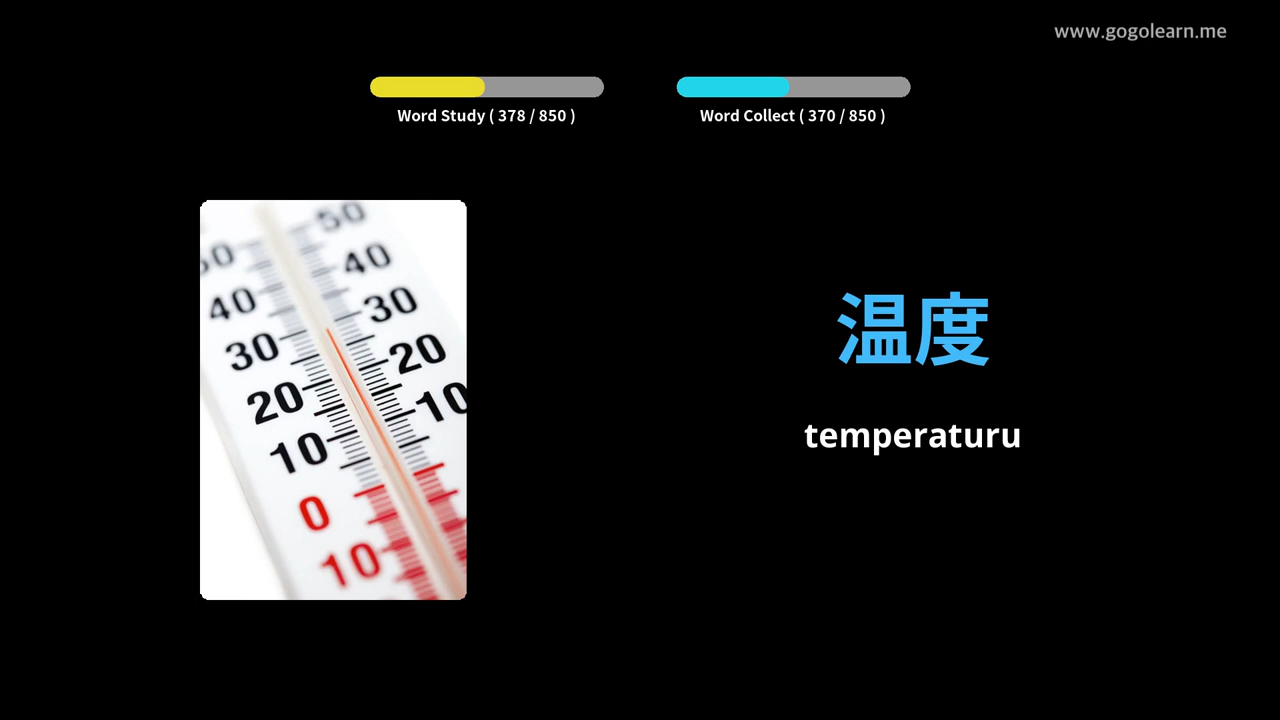 www.gogolearn.me
Word Study ( 378 / 850 )
Word Collect ( 370 / 850 )
50
50
40
40
30
30
20
20
10
10
0
10
温度
temperaturu